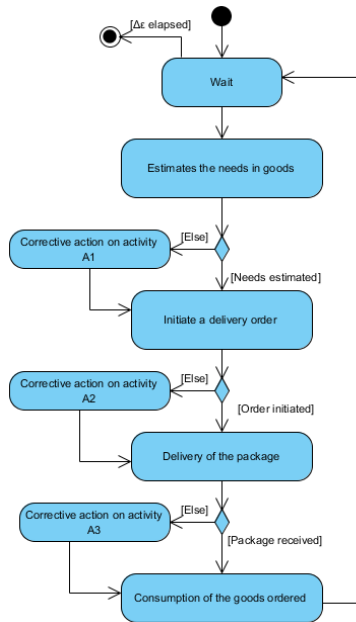 [Δε elapsed]
Wait
Estimates the needs in goods
[Else]
Corrective action on activity
A1
[Needs estimated]
Initiate a delivery order
[Else]
Corrective action on activity
A2
[Order initiated]
Delivery of the package
[Else]
Corrective action on activity
A3
[Package received]
Consumption of the goods ordered